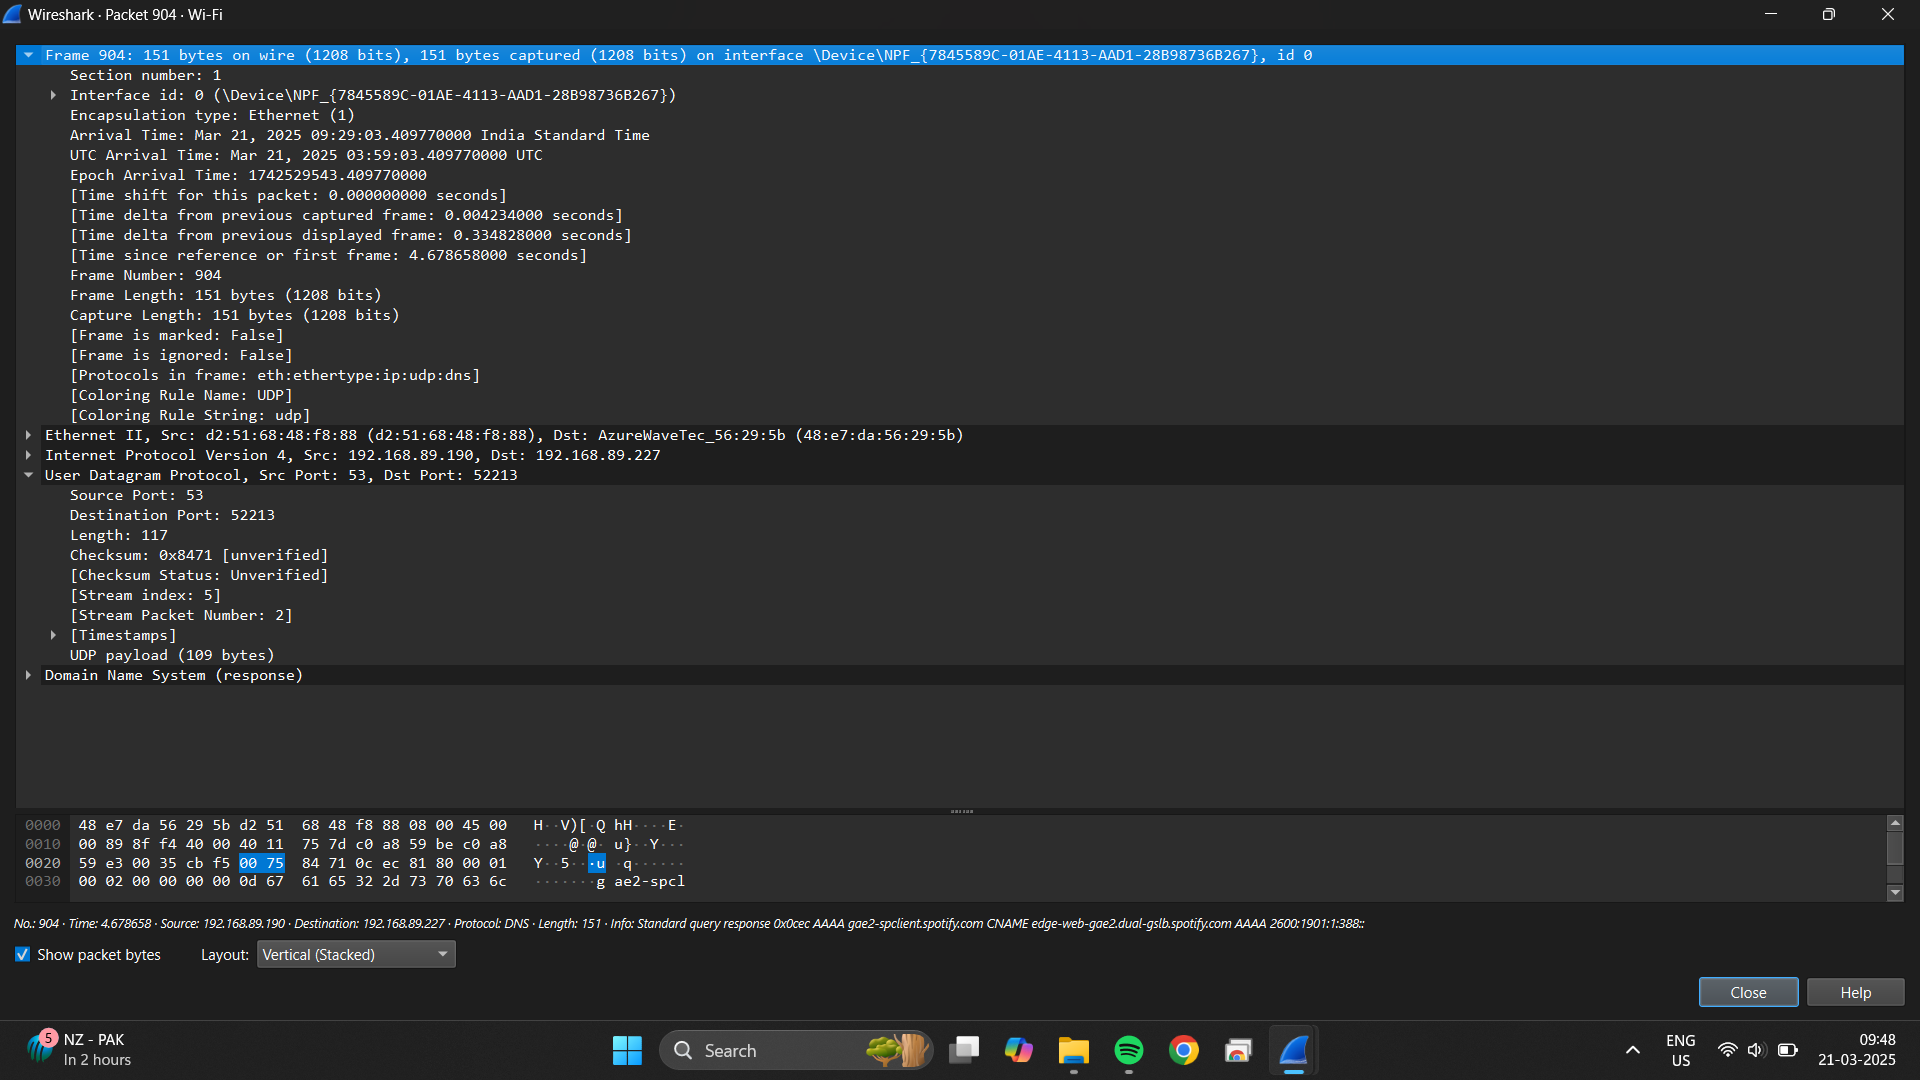 Wireshark · Packet 904 · Wi-Fi
Frame 904: 151 bytes on wire (1208 bits), 151 bytes captured (1208 bits) on interface \Device\NPF_{7845589C-01AE-4113-AAD1-28B98736B267}, id 0
Section number: 1
Interface id: 0 (\Device\NPF_{7845589C-01AE-4113-AAD1-28B98736B267})
Encapsulation type: Ethernet (1)
Arrival Time: Mar 21, 2025 09:29:03.409770000 India Standard Time
UTC Arrival Time: Mar 21, 2025 03:59:03.409770000 UTC
Epoch Arrival Time: 1742529543.409770000
[Time shift for this packet: 0.000000000 seconds]
[Time delta from previous captured frame: 0.004234000 seconds]
[Time delta from previous displayed frame: 0.334828000 seconds]
[Time since reference or first frame: 4.678658000 seconds]
Frame Number: 904
Frame Length: 151 bytes (1208 bits)
Capture Length: 151 bytes (1208 bits)
[Frame is marked: False]
[Frame is ignored: False]
[Protocols in frame: eth:ethertype:ip:udp:dns]
[Coloring Rule Name: UDP]
[Coloring Rule String: udp]
Ethernet II, Src: d2:51:68:48:f8:88 (d2:51:68:48:f8:88), Dst: AzureWaveTec_56:29:5b (48:e7:da:56:29:5b)
Internet Protocol Version 4, Src: 192.168.89.190, Dst: 192.168.89.227
User Datagram Protocol, Src Port: 53, Dst Port: 52213
Source Port: 53
Destination Port: 52213
Length: 117
Checksum: 0x8471 [unverified]
[Checksum Status: Unverified]
[Stream index: 5]
[Stream Packet Number: 2]
[Timestamps]
UDP payload (109 bytes)
Domain Name System (response)
0000 48 e7 da 56 29 5b d2 51 68 48 f8 88 08 00 45 00 H··V)[·Q hH····E·
0010 00 89 8f f4 40 00 40 11 75 7d c0 a8 59 be c0 a8 ····@·@· u}··Y···
0020 59 e3 00 35 cb f5 00 75 84 71 0c ec 81 80 00 01 Y··5···u ·q······
0030 00 02 00 00 00 00 0d 67 61 65 32 2d 73 70 63 6c ·······g ae2-spcl
No.: 904 · Time: 4.678658 · Source: 192.168.89.190 · Destination: 192.168.89.227 · Protocol: DNS · Length: 151 · Info: Standard query response 0x0cec AAAA gae2-spclient.spotify.com CNAME edge-web-gae2.dual-gslb.spotify.com AAAA 2600:1901:1:388::
Show packet bytes
Layout: Vertical (Stacked)
Close
Help
5
NZ - PAK
In 2 hours
Search
ENG
US
09:48
21-03-2025